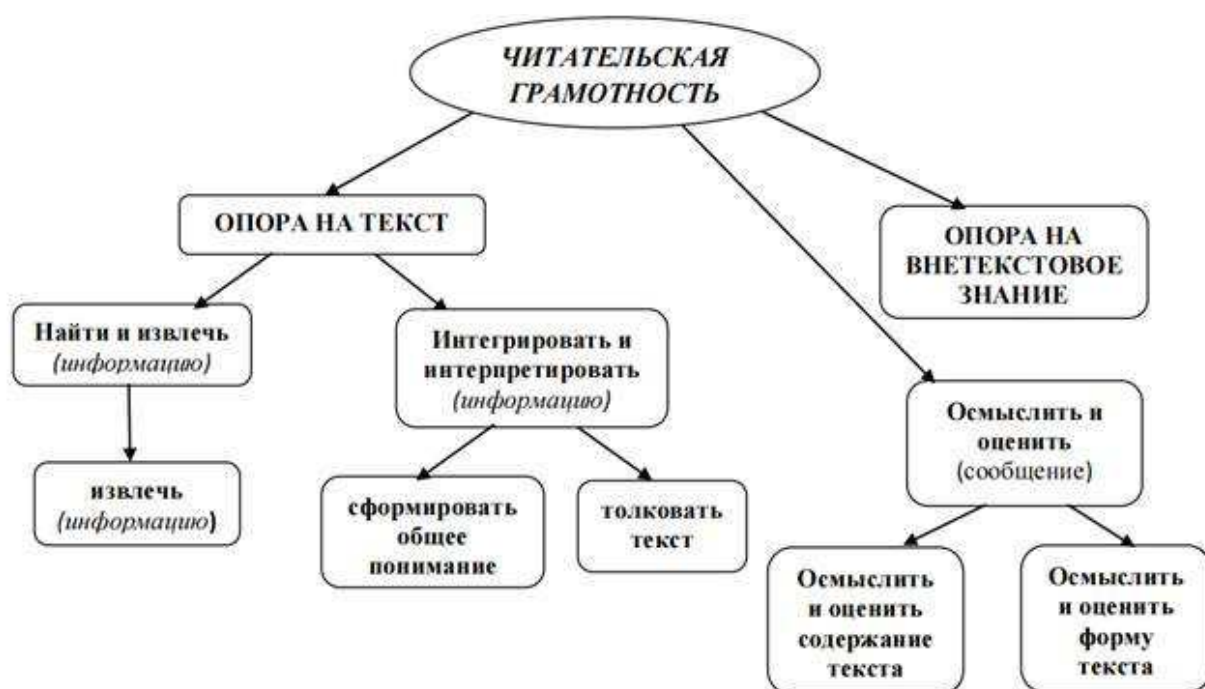 ЧИТАТЕЛЬСКАЯ
ГРАМОТНОСТЬ
ОПОРА НА ТЕКСТ
ОПОРА НА
ВНЕТЕКСТОВОЕ
ЗНАНИЕ
Найти и извлечь
(информацию)
Интегрировать и
интерпретировать
(информацию)
Осмыслить и
оценить
(сообщение)
извлечь
(информацию)
сформировать
общее
понимание
толковать
текст
Осмыслить
и оценить
содержание
текста
Осмыслить
и оценить
форму
текста